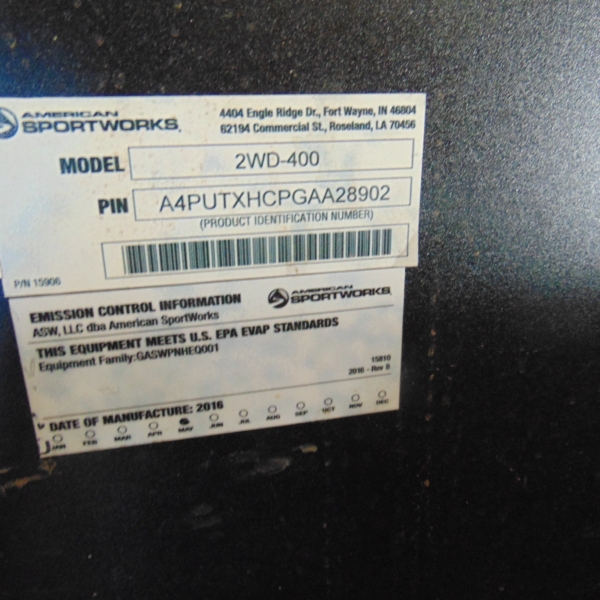 AMERICAN
SPORTWORKS.
4404 Engle Ridge Dr., Fort Wayne, IN 46804
62194 Commercial St., Roseland, LA 70456
MODEL 2WD-400
PIN A4PUTXHCPGAA28902
(PRODUCT IDENTIFICATION NUMBER)
P/N 15906
EMISSION CONTROL INFORMATION
ASW, LLC dba American SportWorks
AMERICAN
SPORTWORKS.
THIS EQUIPMENT MEETS U.S. EPA EVAP STANDARDS
Equipment Family:GASWPNHEQ001
15810
2016 - Rev B
DATE OF MANUFACTURE: 2016
JAN FEB MAR APR MAY JUN JUL AUG SEP OCT NOV DEC